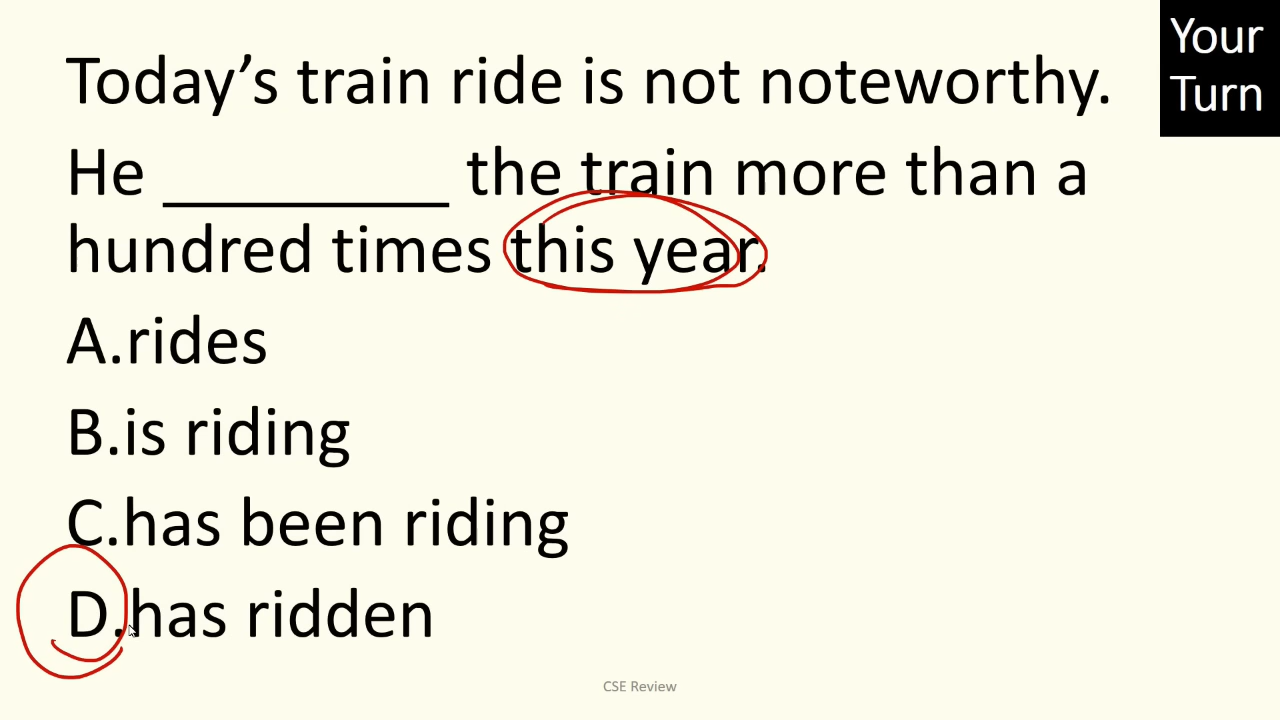 Today’s train ride is not noteworthy.
He _________ the train more than a
hundred times this year.
A.rides
B.is riding
C.has been riding
D.has ridden
Your
Turn
CSE Review